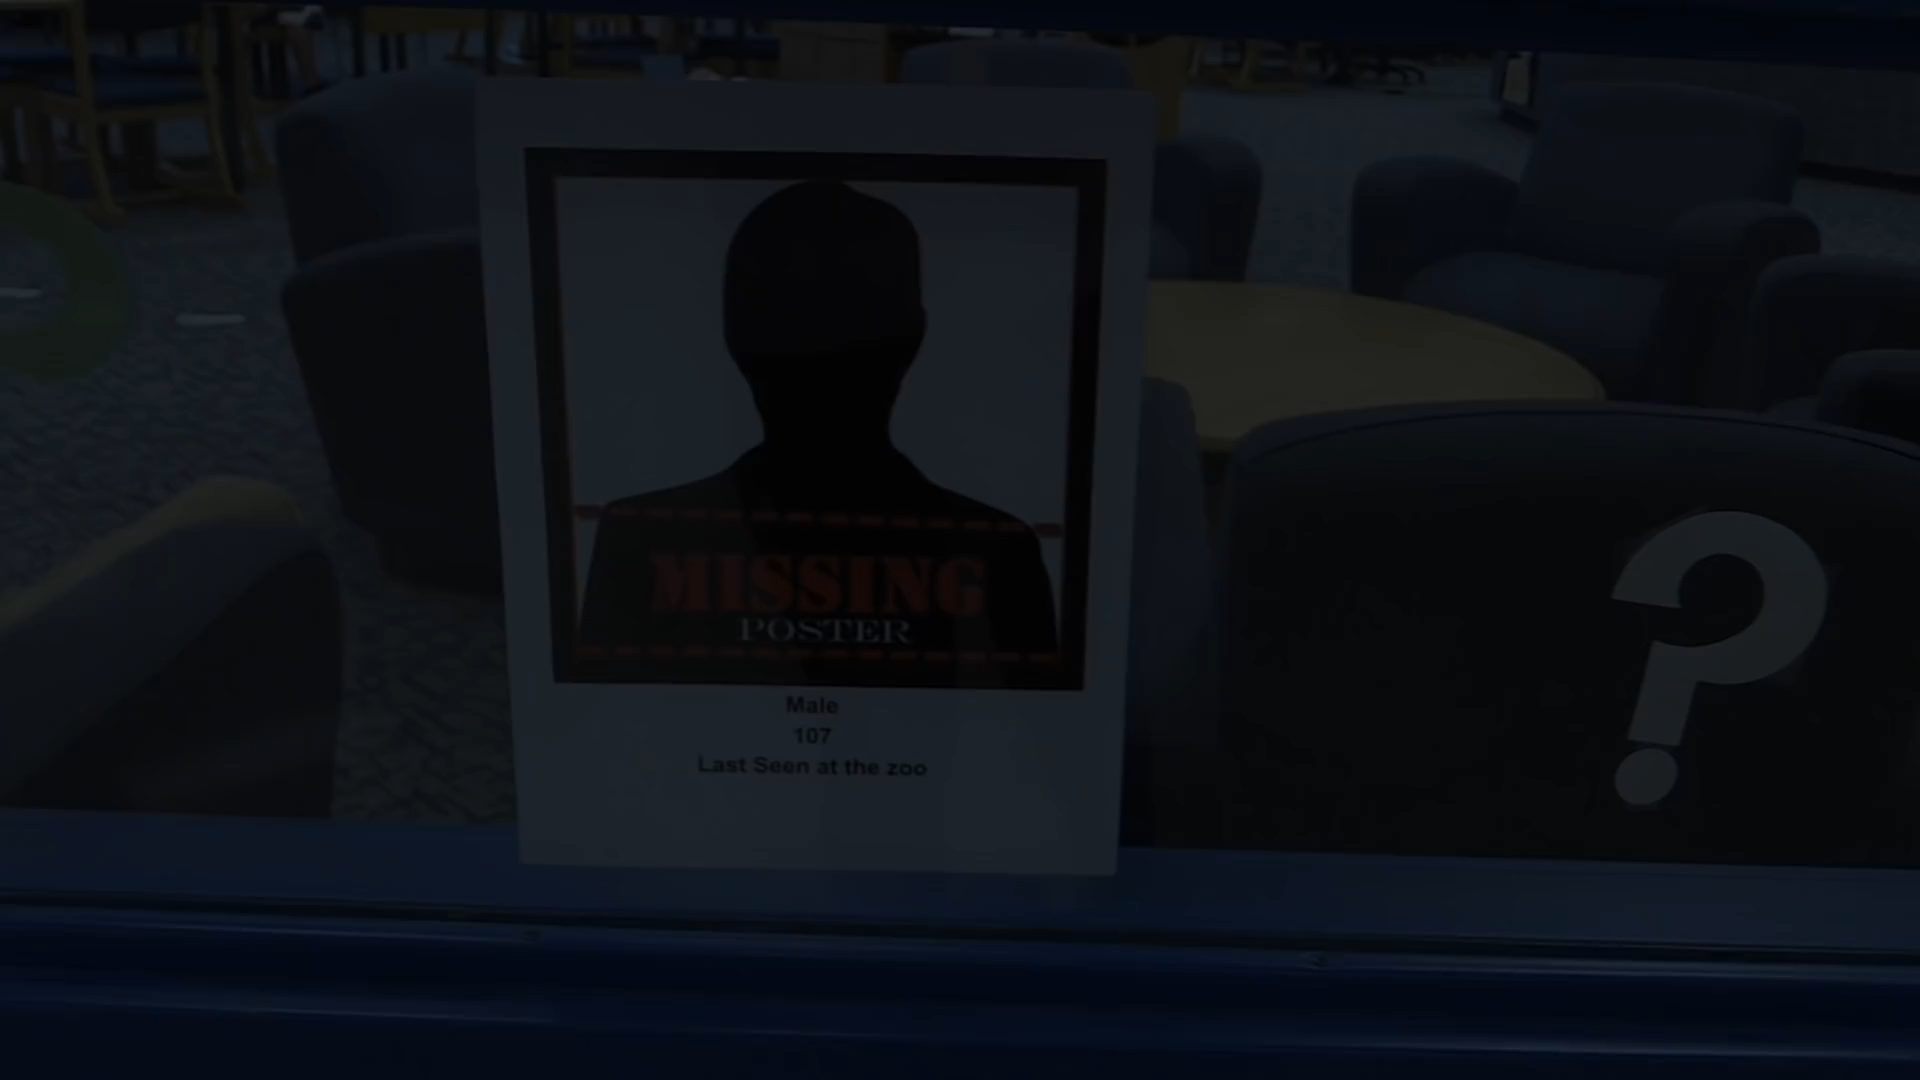 MISSING
POSTER
Male
107
Last Seen at the zoo
?